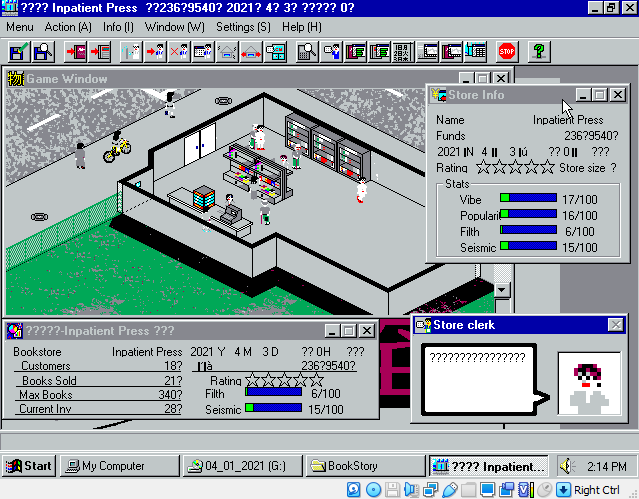 ???? Inpatient Press ??236?9540? 2021? 4? 3? ????? 0?
Menu Action (A) Info (I) Window (W) Settings (S) Help (H)
STOP
?
物 Game Window
Store Info
Name Inpatient Press
Funds 236?9540?
2021 N 4 3 ú ?? 0 ???
Rating ☆☆☆☆☆ Store size ?
Stats
Vibe 17/100
Populari 16/100
Filth 6/100
Seismic 15/100
?????-Inpatient Press ???
Bookstore Inpatient Press 2021 Y 4 M 3 D ?? 0H ???
Customers 18?
Books Sold 21?
Max Books 340?
Current Inv 28?
236?9540?
Rating ☆☆☆☆☆
Filth 6/100
Seismic 15/100
Store clerk
????????????????
Start
My Computer
04_01_2021 (G:)
BookStory
???? Inpatient...
2:14 PM
Right Ctrl